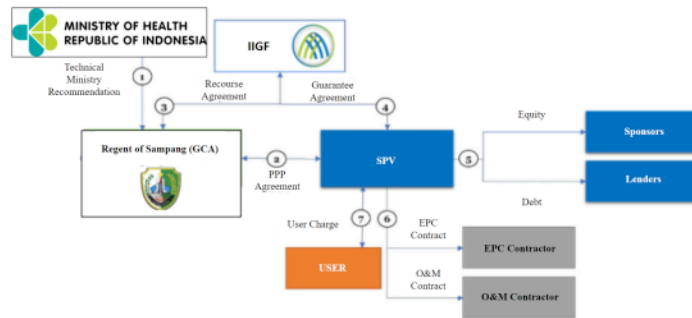 MINISTRY OF HEALTH
REPUBLIC OF INDONESIA
IIGF
Technical
Ministry
Recommendation
1
Recourse
Agreement
Guarantee
Agreement
3
4
Equity
Sponsors
Regent of Sampang (GCA)
2
PPP
Agreement
SPV
5
Lenders
Debt
User Charge
7
6
EPC
Contract
EPC Contractor
USER
O&M
Contract
O&M Contractor